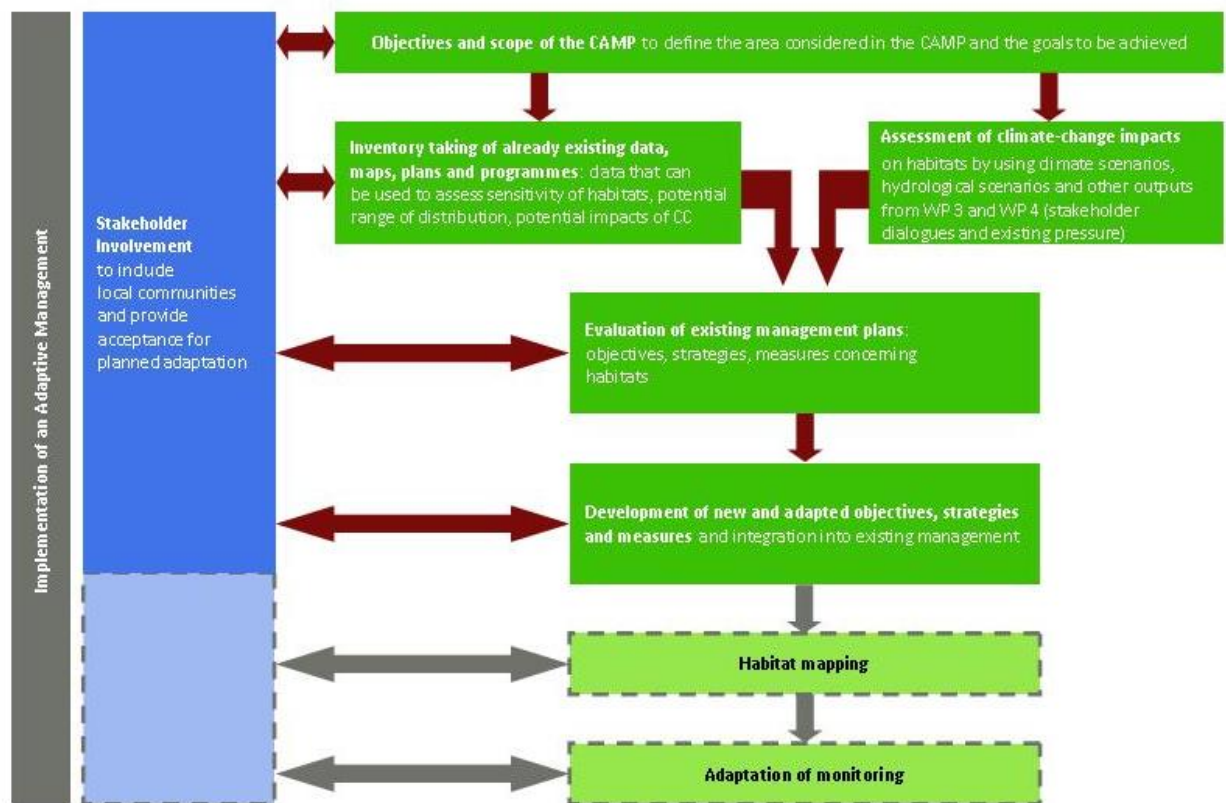 Implementation of an Adaptive Management
Stakeholder
Involvement
to include
local communities
and provide
acceptance for
planned adaptation
Objectives and scope of the CAMP to define the area considered in the CAMP and the goals to be achieved
Inventory taking of already existing data,
maps, plans and programmes: data that can
be used to assess sensitivity of habitats, potential
range of distribution, potential impacts of CC
Assessment of climate-change impacts
on habitats by using climate scenarios,
hydrological scenarios and other outputs
from WP 3 and WP 4 (stakeholder
dialogues and existing pressure)
Evaluation of existing management plans:
objectives, strategies, measures concerning
habitats
Development of new and adapted objectives, strategies
and measures and integration into existing management
Habitat mapping
Adaptation of monitoring